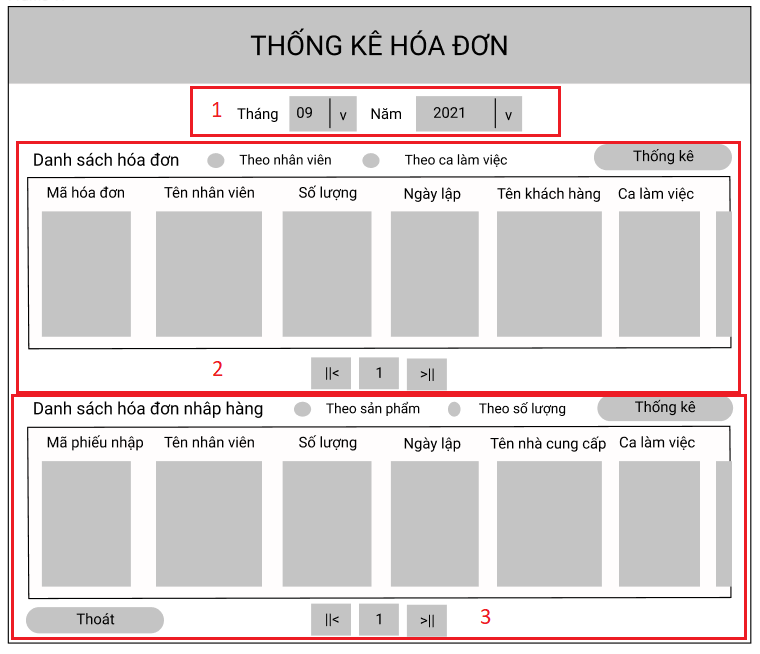 THỐNG KÊ HÓA ĐƠN
1 Tháng 09 v Năm 2021 v
Danh sách hóa đơn Theo nhân viên Theo ca làm việc Thống kê
Mã hóa đơn Tên nhân viên Số lượng Ngày lập Tên khách hàng Ca làm việc
2 ||< 1 >||
Danh sách hóa đơn nhâp hàng Theo sản phẩm Theo số lượng Thống kê
Mã phiếu nhập Tên nhân viên Số lượng Ngày lập Tên nhà cung cấp Ca làm việc
Thoát ||< 1 >|| 3